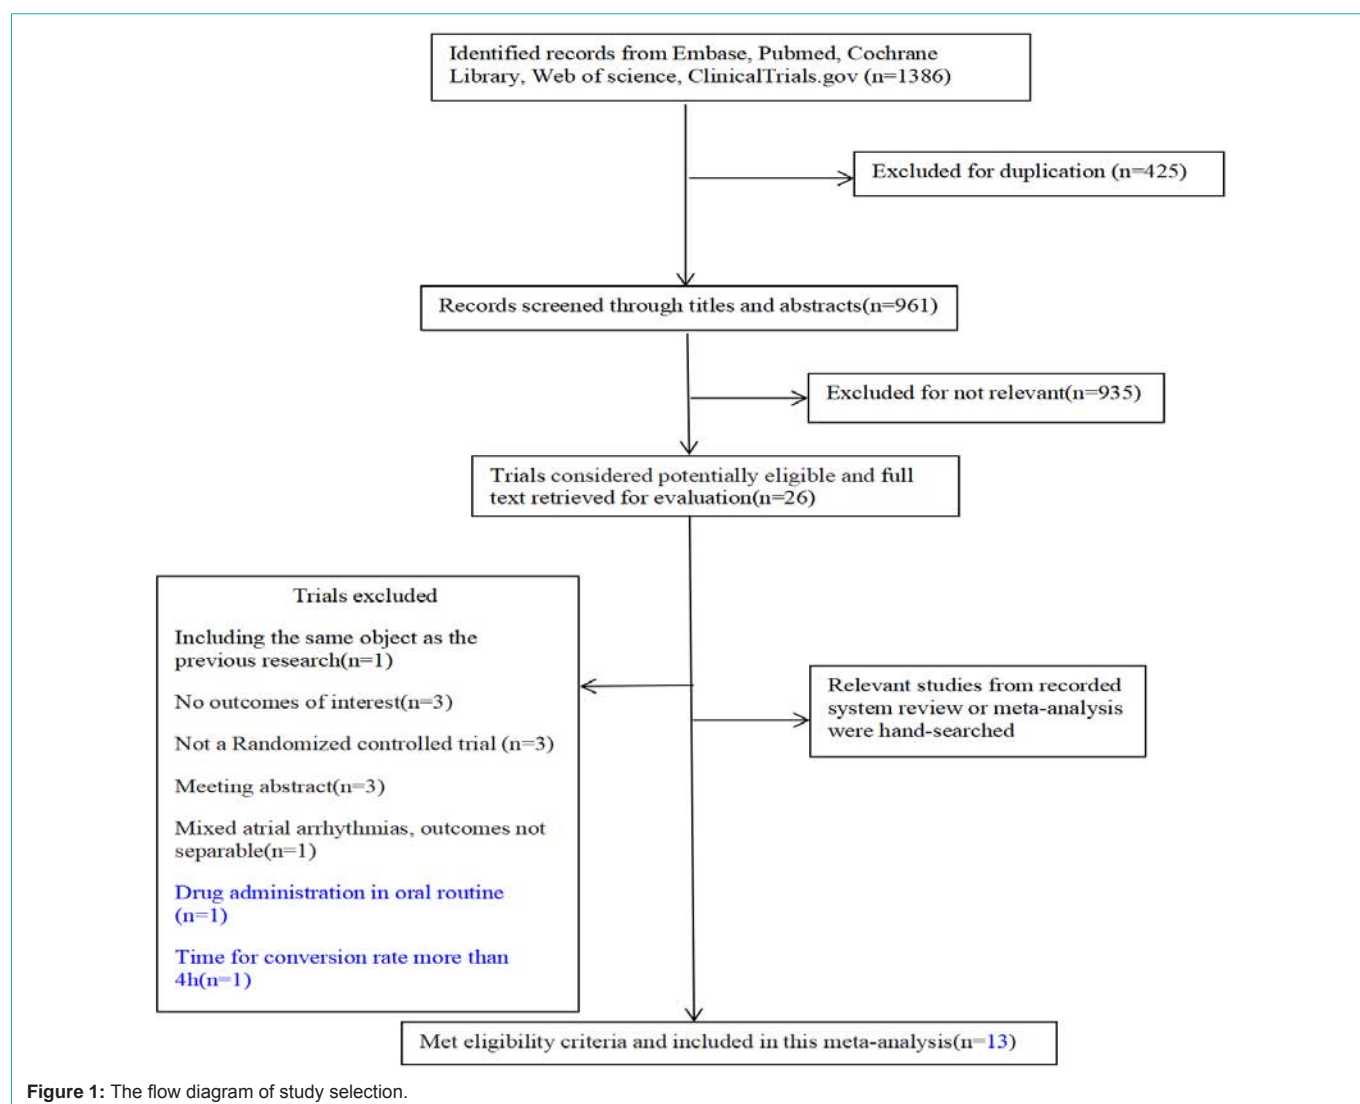 Identified records from Embase, Pubmed, Cochrane
Library, Web of science, ClinicalTrials.gov (n=1386)
Excluded for duplication (n=425)
Records screened through titles and abstracts(n=961)
Excluded for not relevant(n=935)
Trials considered potentially eligible and full
text retrieved for evaluation(n=26)
Trials excluded
Including the same object as the
previous research(n=1)
No outcomes of interest(n=3)
Not a Randomized controlled trial (n=3)
Meeting abstract(n=3)
Mixed atrial arrhythmias, outcomes not
separable(n=1)
Drug administration in oral routine
(n=1)
Time for conversion rate more than
4h(n=1)
Relevant studies from recorded
system review or meta-analysis
were hand-searched
Met eligibility criteria and included in this meta-analysis(n=13)
Figure 1: The flow diagram of study selection.